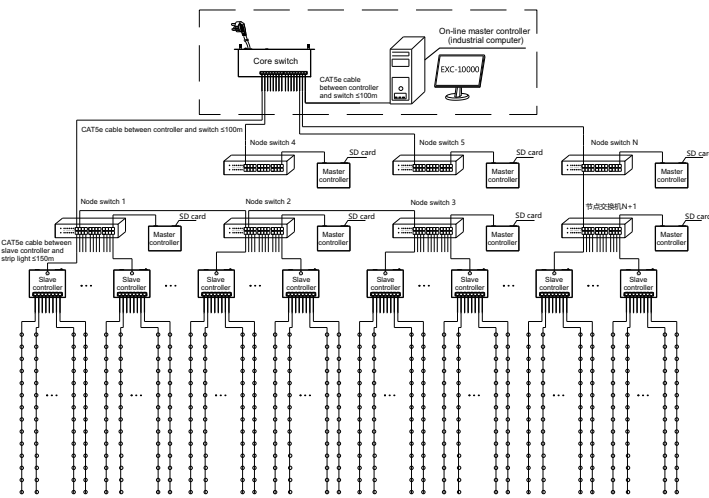 On-line master controller
(industrial computer)
Core switch
EXC-10000
CAT5e cable
between controller
and switch ≤100m
CAT5e cable between controller and switch ≤100m
Node switch 4
SD card
Master
controller
Node switch 5
SD card
Master
controller
Node switch N
SD car
Master
controller
Node switch 1
SD card
Master
controller
Node switch 2
SD card
Master
controller
Node switch 3
SD card
Master
controller
节点交换机N+1
SD card
Master
controller
CAT5e cable between
slave controller and
strip light ≤150m
Slave
controller
Slave
controller
Slave
controller
Slave
controller
Slave
controller
Slave
controller
Slave
controller
Slave
controller